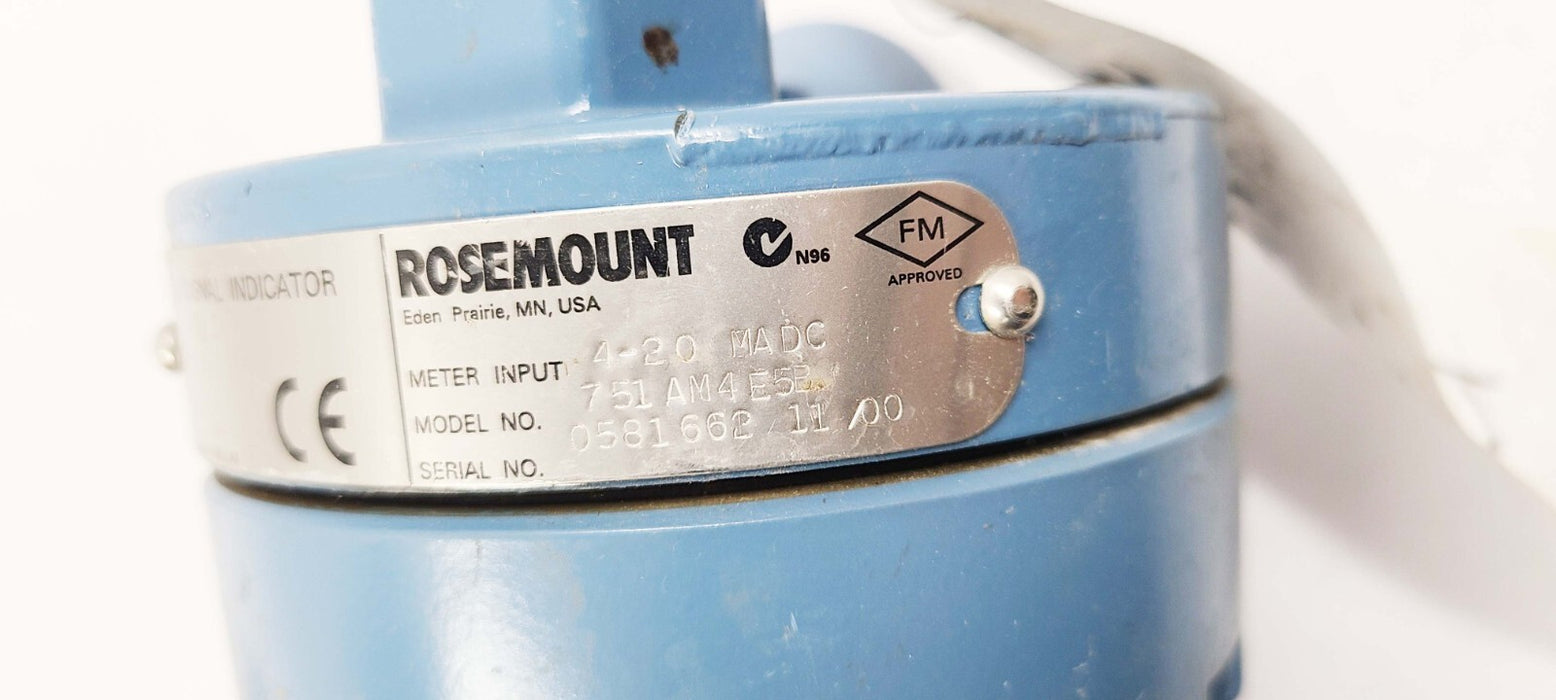 INDICATOR
CE
ROSEMOUNT
Eden Prairie, MN, USA
N96
FM
APPROVED
METER INPUT 4-20 MADC
MODEL NO. 751AM4E5B
SERIAL NO. 0581662 11/00